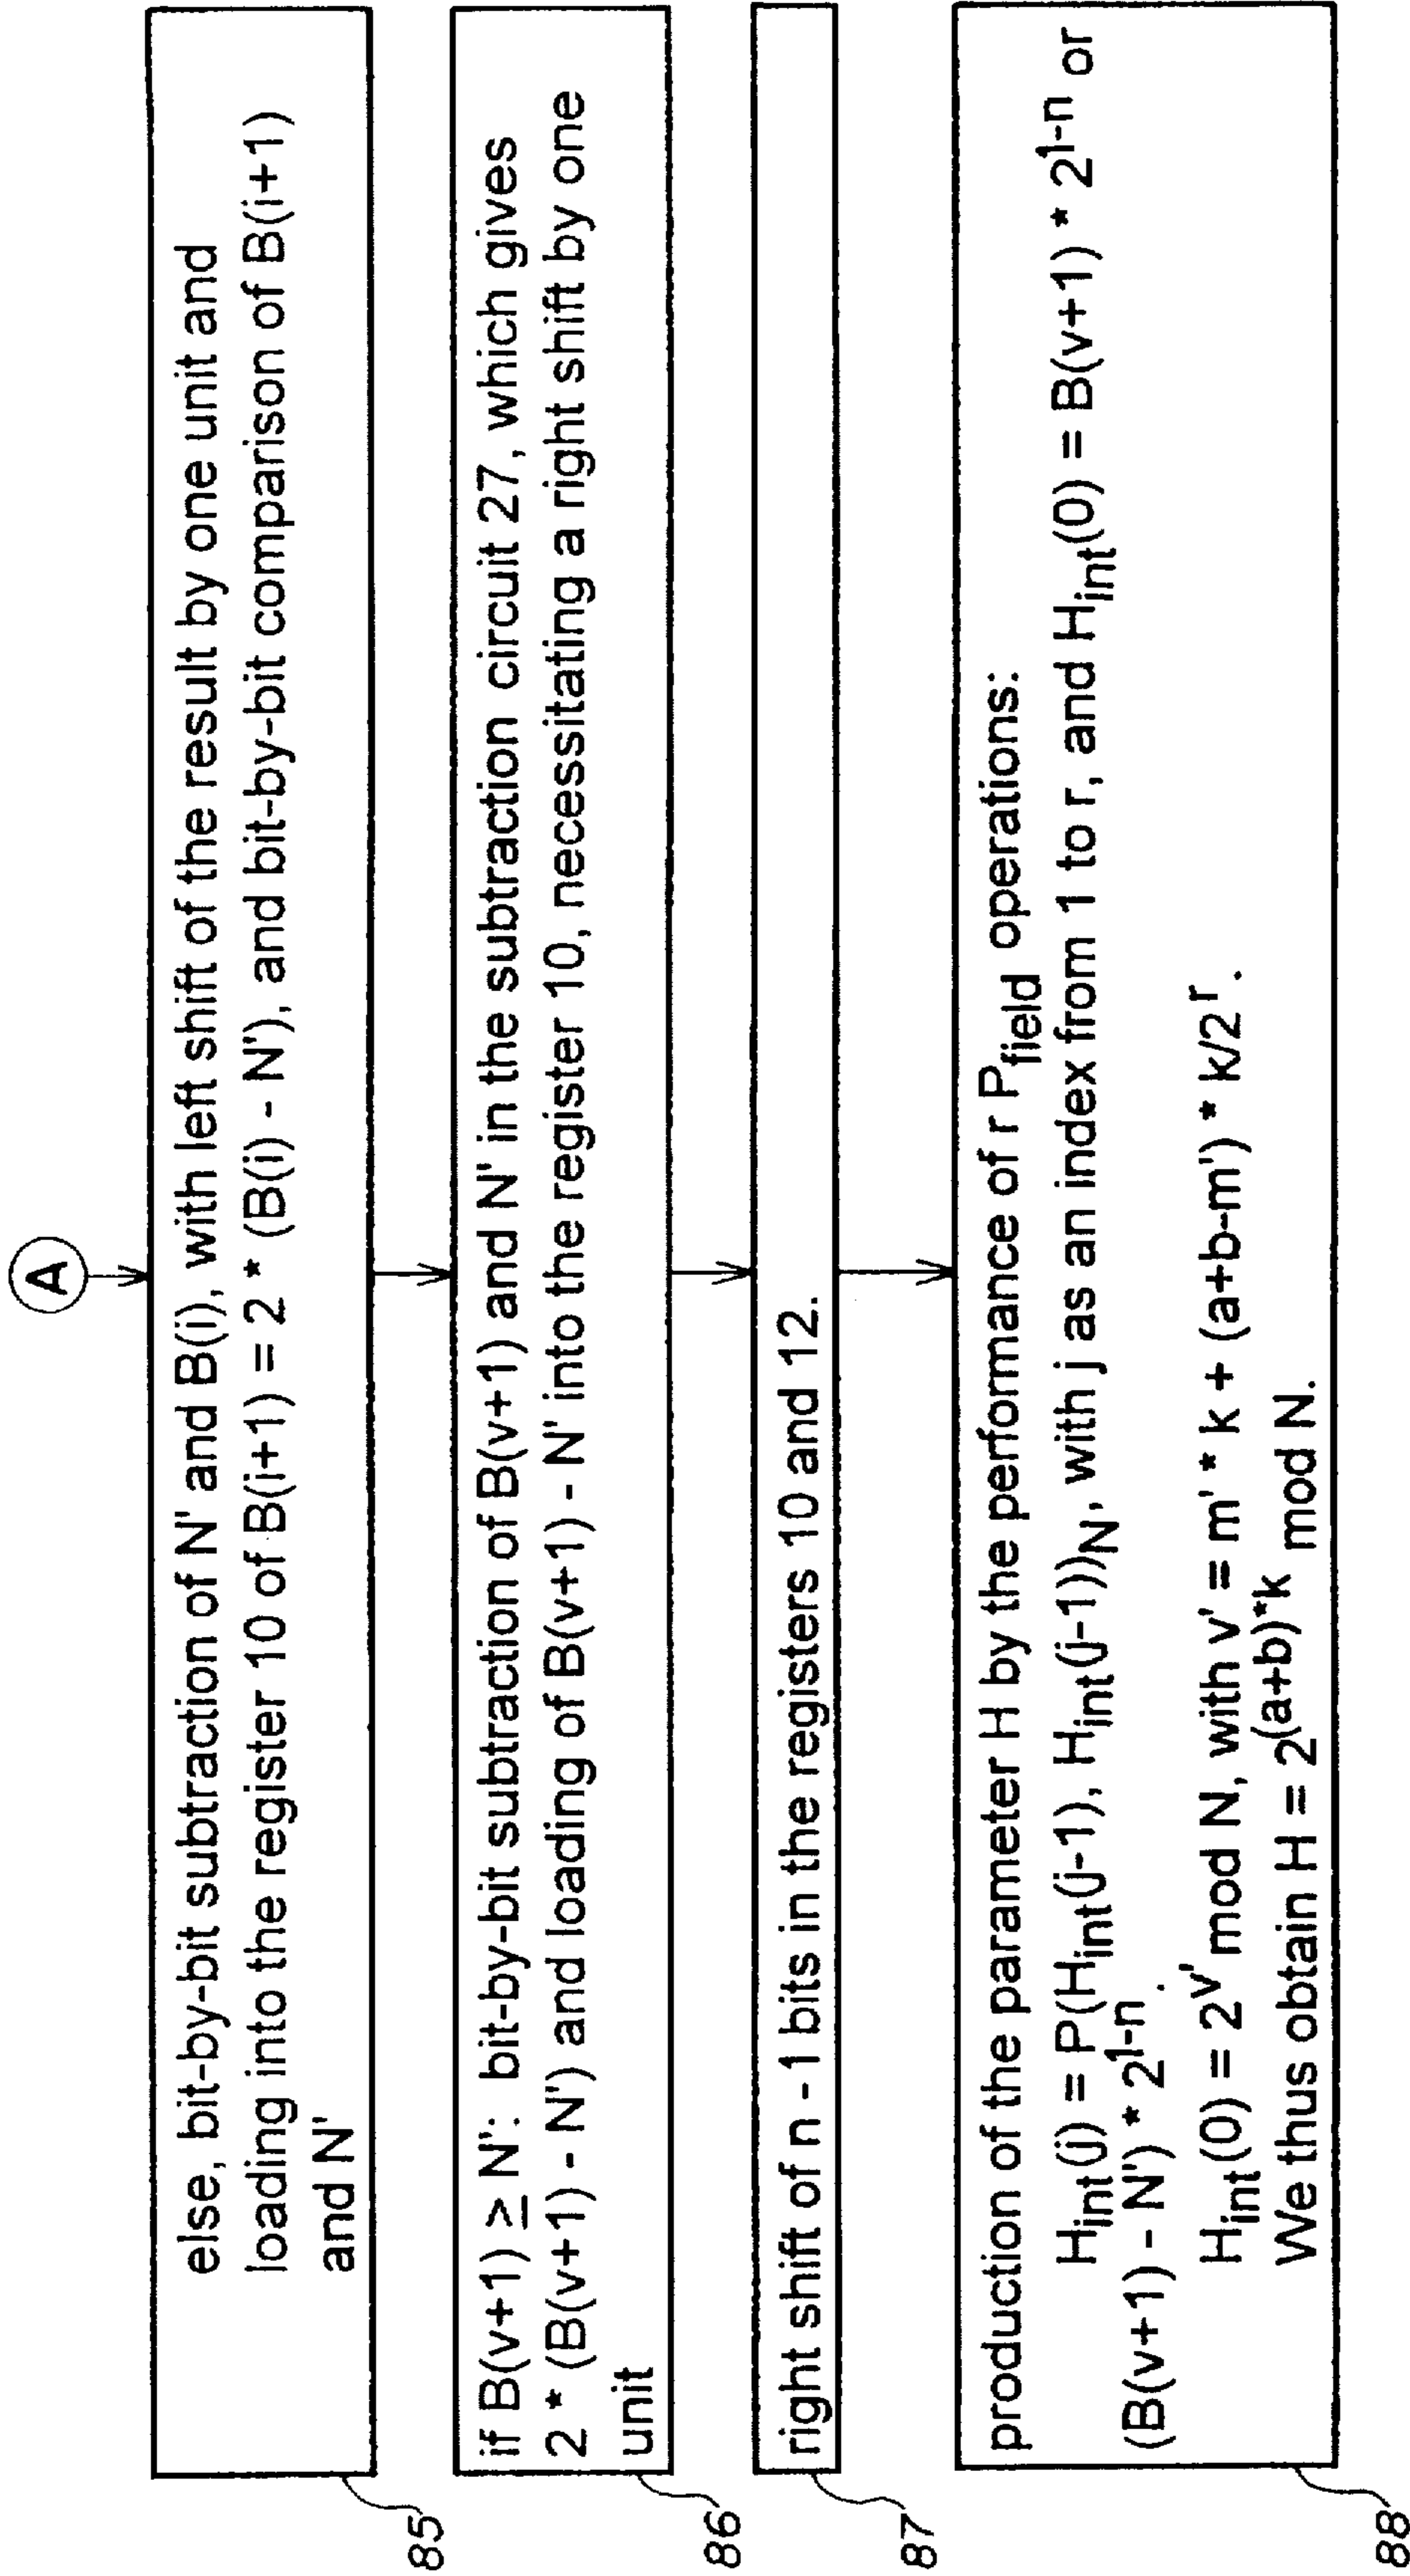 A
else, bit-by-bit subtraction of N' and B(i), with left shift of the result by one unit and
loading into the register 10 of B(i+1) = 2 * (B(i) - N'), and bit-by-bit comparison of B(i+1)
and N'
85
if B(v+1) ≥ N': bit-by-bit subtraction of B(v+1) and N' in the subtraction circuit 27, which gives
2 * (B(v+1) - N') and loading of B(v+1) - N' into the register 10, necessitating a right shift by one
unit
86
right shift of n - 1 bits in the registers 10 and 12.
87
production of the parameter H by the performance of r P_field operations:
H_int(j) = P(H_int(j-1), H_int(j-1))_N, with j as an index from 1 to r, and H_int(0) = B(v+1) * 2^1-n or
(B(v+1) - N') * 2^1-n.
H_int(0) = 2^v' mod N, with v' = m' * k + (a+b-m') * k/2^r.
We thus obtain H = 2^(a+b)*k mod N.
88